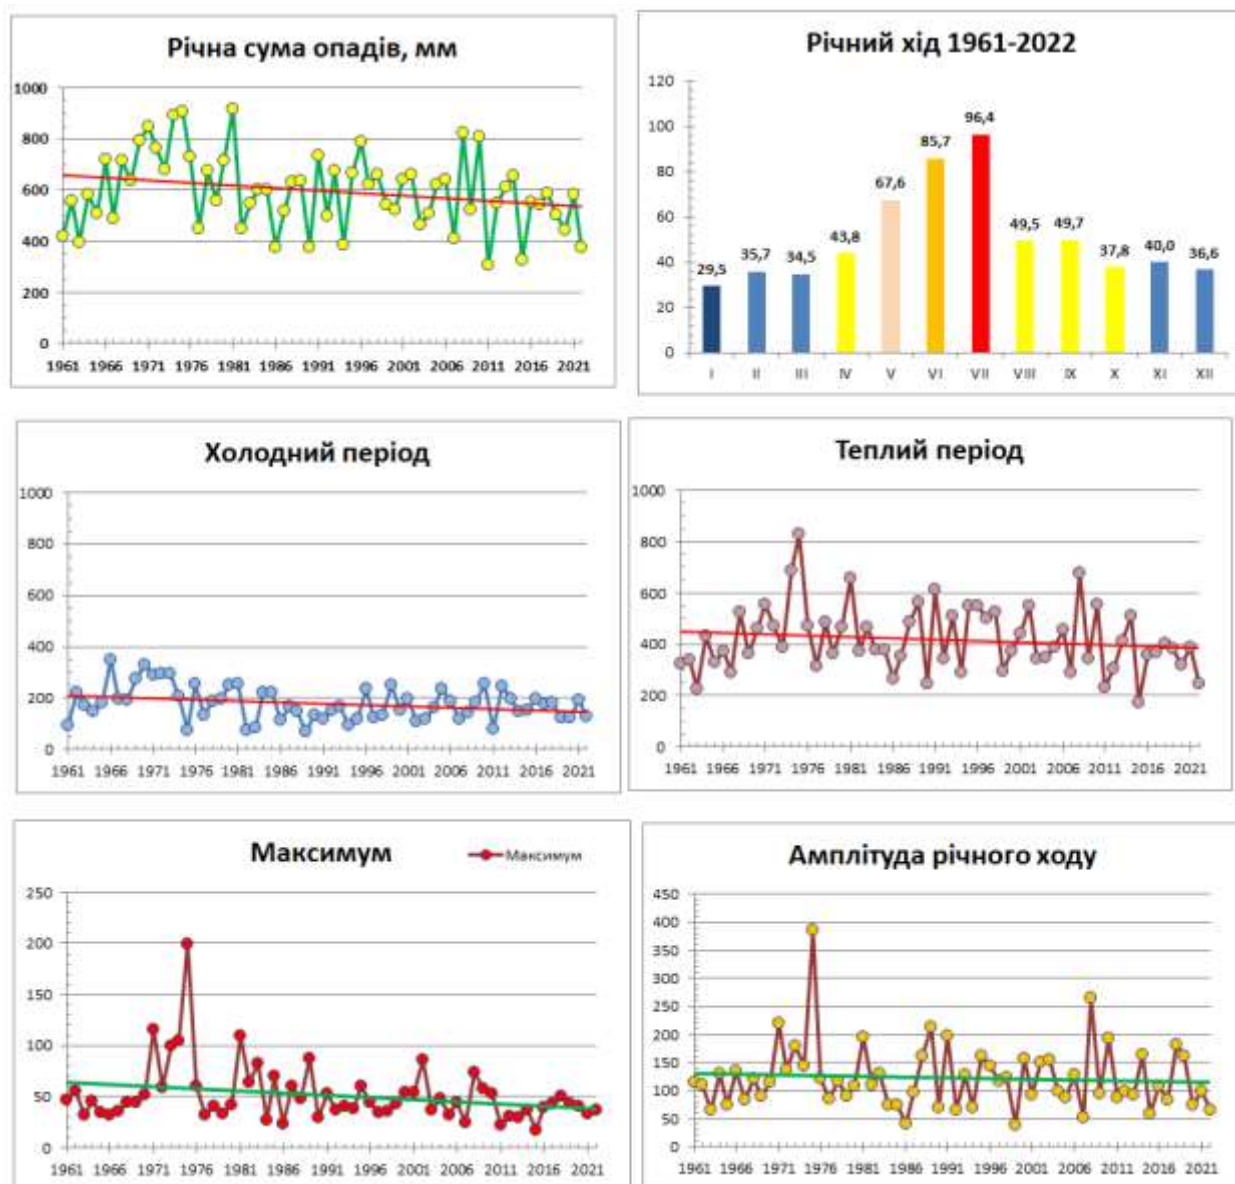 Річна сума опадів, мм
1000
800
600
400
200
0
1961 1966 1971 1976 1981 1986 1991 1996 2001 2006 2011 2016 2021
Річний хід 1961-2022
120
100
80
60
40
20
0
29,5 35,7 34,5 43,8 67,6 85,7 96,4 49,5 49,7 37,8 40,0 36,6
I II III IV V VI VII VIII IX X XI XII
Холодний період
1000
800
600
400
200
0
1961 1966 1971 1976 1981 1986 1991 1996 2001 2006 2011 2016 2021
Теплий період
1000
800
600
400
200
0
1961 1966 1971 1976 1981 1986 1991 1996 2001 2006 2011 2016 2021
Максимум
Максимум
250
200
150
100
50
0
1961 1966 1971 1976 1981 1986 1991 1996 2001 2006 2011 2016 2021
Амплітуда річного ходу
450
400
350
300
250
200
150
100
50
0
1961 1966 1971 1976 1981 1986 1991 1996 2001 2006 2011 2016 2021